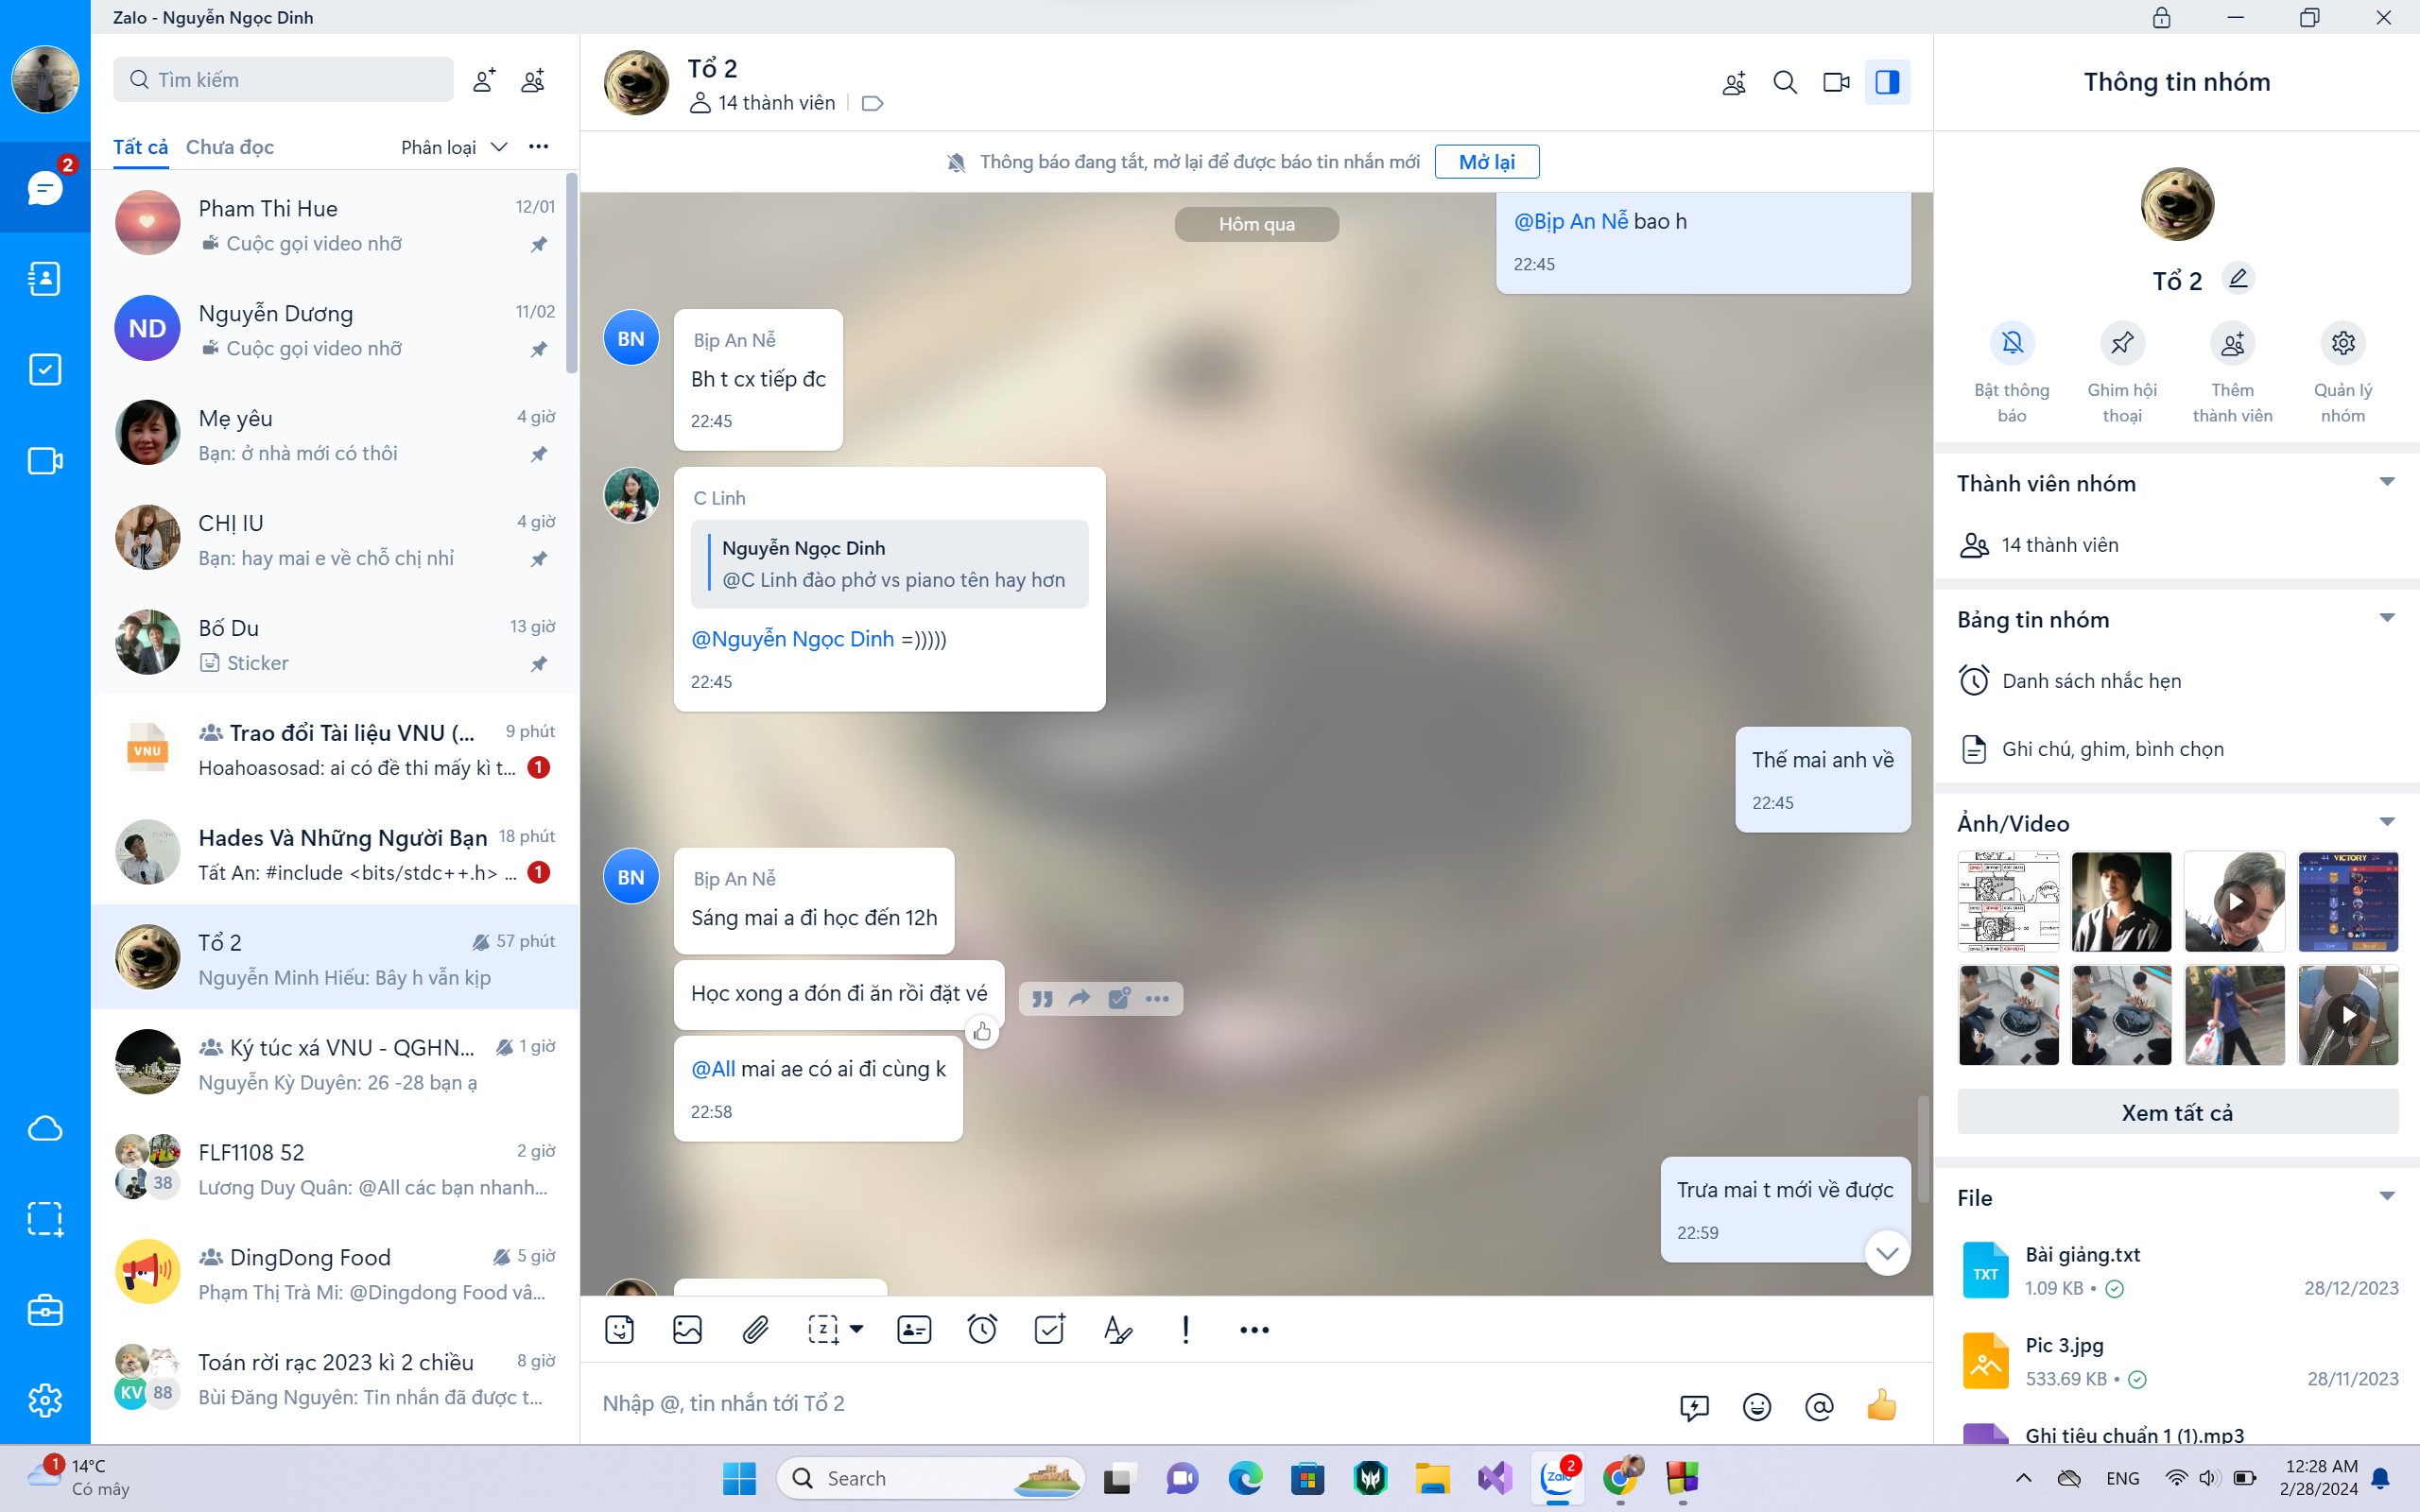 Zalo - Nguyễn Ngọc Dinh
2
Tìm kiếm
Tất cả
Chưa đọc
Phân loại
Pham Thi Hue
12/01
Cuộc gọi video nhỡ
ND
Nguyễn Dương
11/02
Cuộc gọi video nhỡ
Mẹ yêu
4 giờ
Bạn: ở nhà mới có thôi
CHỊ IU
4 giờ
Bạn: hay mai e về chỗ chị nhỉ
Bố Du
13 giờ
Sticker
VNU
Trao đổi Tài liệu VNU (...
9 phút
Hoahoasosad: ai có đề thi mấy kì t...
1
Hades Và Những Người Bạn
18 phút
Tất An: #include <bits/stdc++.h> ...
1
Tổ 2
57 phút
Nguyễn Minh Hiếu: Bây h vẫn kịp
Ký túc xá VNU - QGHN...
1 giờ
Nguyễn Kỳ Duyên: 26 -28 bạn ạ
FLF1108 52
2 giờ
38
Lương Duy Quân: @All các bạn nhanh...
DingDong Food
5 giờ
Phạm Thị Trà Mi: @Dingdong Food vâ...
Toán rời rạc 2023 kì 2 chiều
8 giờ
KV
88
Bùi Đăng Nguyên: Tin nhắn đã được t...
Tổ 2
14 thành viên
Thông báo đang tắt, mở lại để được báo tin nhắn mới
Mở lại
Hôm qua
@Bịp An Nễ bao h
22:45
BN
Bịp An Nễ
Bh t cx tiếp đc
22:45
C Linh
Nguyễn Ngọc Dinh
@C Linh đào phở vs piano tên hay hơn
@Nguyễn Ngọc Dinh =)))))
22:45
Thế mai anh về
22:45
BN
Bịp An Nễ
Sáng mai a đi học đến 12h
Học xong a đón đi ăn rồi đặt vé
@All mai ae có ai đi cùng k
22:58
Trưa mai t mới về được
22:59
Nhập @, tin nhắn tới Tổ 2
Thông tin nhóm
Tổ 2
Bật thông
báo
Ghim hội
thoại
Thêm
thành viên
Quản lý
nhóm
Thành viên nhóm
14 thành viên
Bảng tin nhóm
Danh sách nhắc hẹn
Ghi chú, ghim, bình chọn
Ảnh/Video
44 VICTORY 24
Xem tất cả
File
TXT
Bài giảng.txt
1.09 KB •
28/12/2023
Pic 3.jpg
533.69 KB •
28/11/2023
Ghi tiêu chuẩn 1 (1).mp3
1
14°C
Có mây
Search
Zalo
2
ENG
12:28 AM
2/28/2024